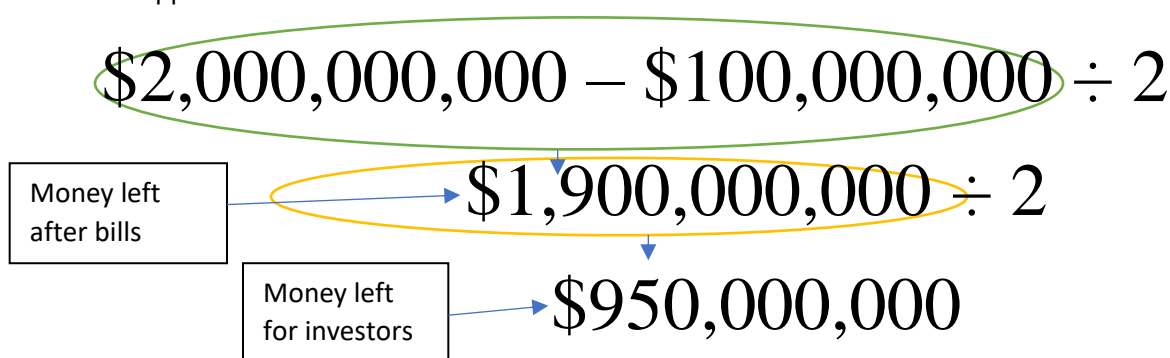 $2,000,000,000 – $100,000,000 ÷ 2
Money left
after bills
$1,900,000,000 ÷ 2
Money left
for investors
$950,000,000